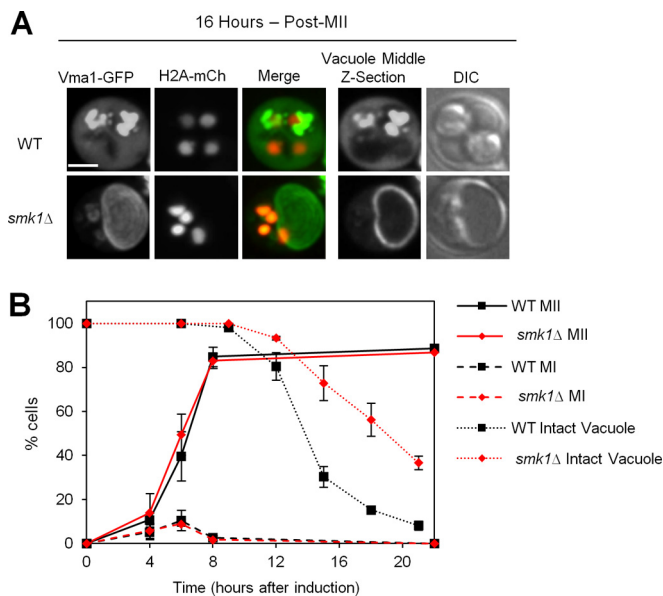 A
16 Hours – Post-MII
Vma1-GFP H2A-mCh Merge Vacuole Middle Z-Section DIC
WT
smk1Δ
B
100
80
60
40
20
0
% cells
0 4 8 12 16 20
Time (hours after induction)
WT MII
smk1Δ MII
WT MI
smk1Δ MI
WT Intact Vacuole
smk1Δ Intact Vacuole